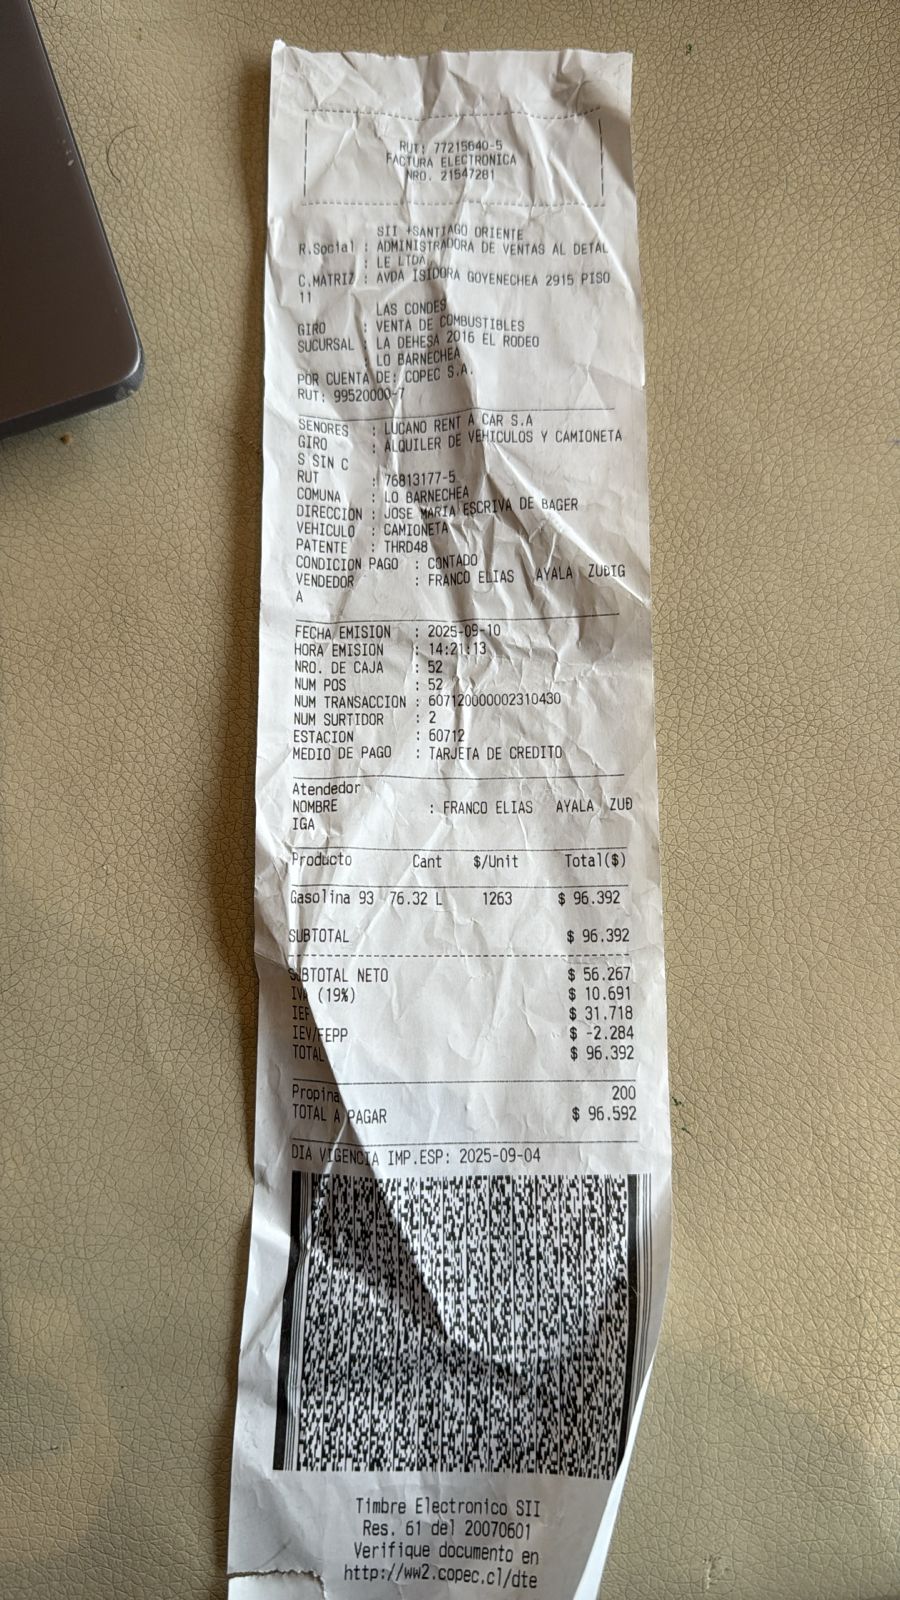 RUT: 77215640-5
FACTURA ELECTRONICA
NRO. 21547281
SII -SANTIAGO ORIENTE
R.Social : ADMINISTRADORA DE VENTAS AL DETAL
: LE LTDA
C.MATRIZ : AVDA ISIDORA GOYENECHEA 2915 PISO
11
LAS CONDES
GIRO : VENTA DE COMBUSTIBLES
SUCURSAL : LA DEHESA 2016 EL RODEO
: LO BARNECHEA
POR CUENTA DE: COPEC S.A.
RUT: 99520000-7
SENORES : LUCANO RENT A CAR S.A
GIRO : ALQUILER DE VEHICULOS Y CAMIONETA
S SIN C
RUT : 76813177-5
COMUNA : LO BARNECHEA
DIRECCION : JOSE MARIA ESCRIVA DE BAGER
VEHICULO : CAMIONETA
PATENTE : THRD48
CONDICION PAGO : CONTADO
VENDEDOR : FRANCO ELIAS AYALA ZUÐIG
A
FECHA EMISION : 2025-09-10
HORA EMISION : 14:21:13
NRO. DE CAJA : 52
NUM POS : 52
NUM TRANSACCION : 607120000002310430
NUM SURTIDOR : 2
ESTACION : 60712
MEDIO DE PAGO : TARJETA DE CREDITO
Atendedor
NOMBRE : FRANCO ELIAS AYALA ZUÐ
IGA
Producto Cant $/Unit Total($)
Gasolina 93 76.32 L 1263 $ 96.392
SUBTOTAL $ 96.392
SUBTOTAL NETO $ 56.267
IVA (19%) $ 10.691
IEF $ 31.718
IEV/FEPP $ -2.284
TOTAL $ 96.392
Propina 200
TOTAL A PAGAR $ 96.592
DIA VIGENCIA IMP.ESP: 2025-09-04
Timbre Electronico SII
Res. 61 del 20070601
Verifique documento en
http://ww2.copec.cl/dte